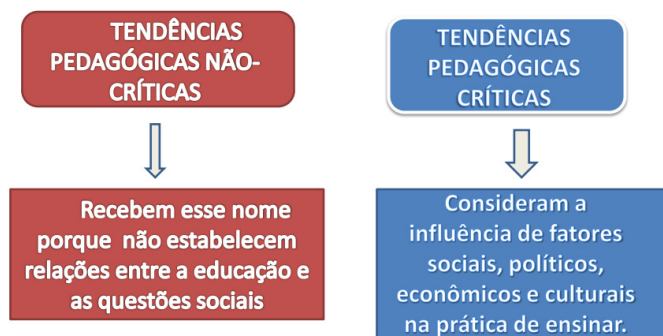 TENDÊNCIAS
PEDAGÓGICAS NÃO-
CRÍTICAS
Recebem esse nome
porque não estabelecem
relações entre a educação e
as questões sociais
TENDÊNCIAS
PEDAGÓGICAS
CRÍTICAS
Consideram a
influência de fatores
sociais, políticos,
econômicos e culturais
na prática de ensinar.